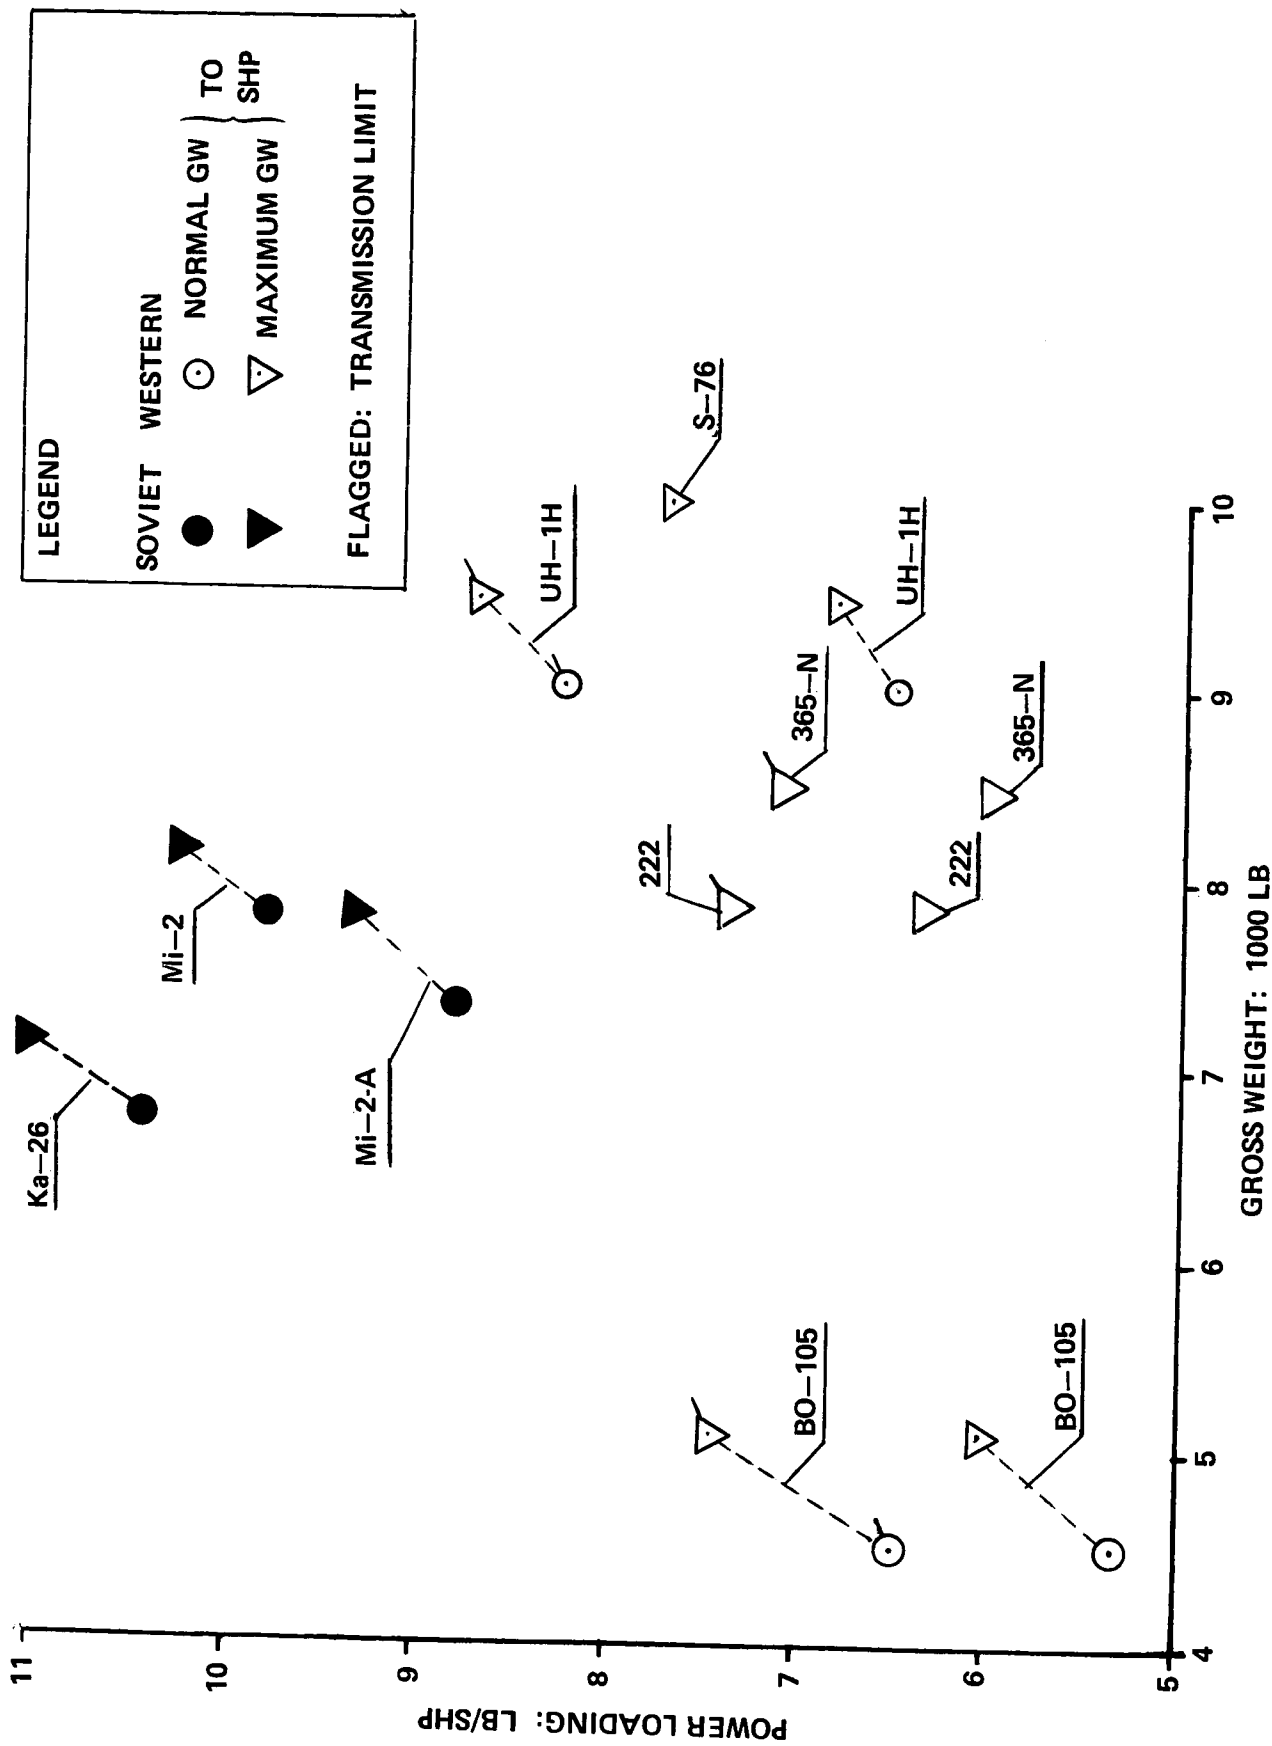 LEGEND
SOVIET WESTERN
NORMAL GW
MAXIMUM GW
TO
SHP
FLAGGED: TRANSMISSION LIMIT
Ka–26
Mi–2
Mi–2-A
UH–1H
S–76
222
365–N
UH–1H
222
365–N
BO–105
BO–105
POWER LOADING: LB/SHP
11
10
9
8
7
6
5
4
5
6
7
8
9
10
GROSS WEIGHT: 1000 LB